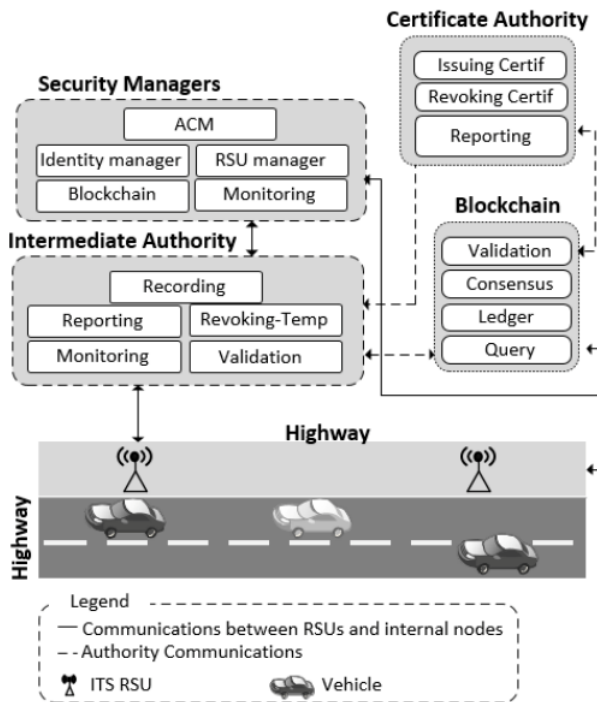 Certificate Authority
Issuing Certif
Revoking Certif
Reporting
Security Managers
ACM
Identity manager
RSU manager
Blockchain
Monitoring
Blockchain
Validation
Consensus
Ledger
Query
Intermediate Authority
Recording
Reporting
Revoking-Temp
Monitoring
Validation
Highway
Highway
Legend
Communications between RSUs and internal nodes
Authority Communications
ITS RSU
Vehicle